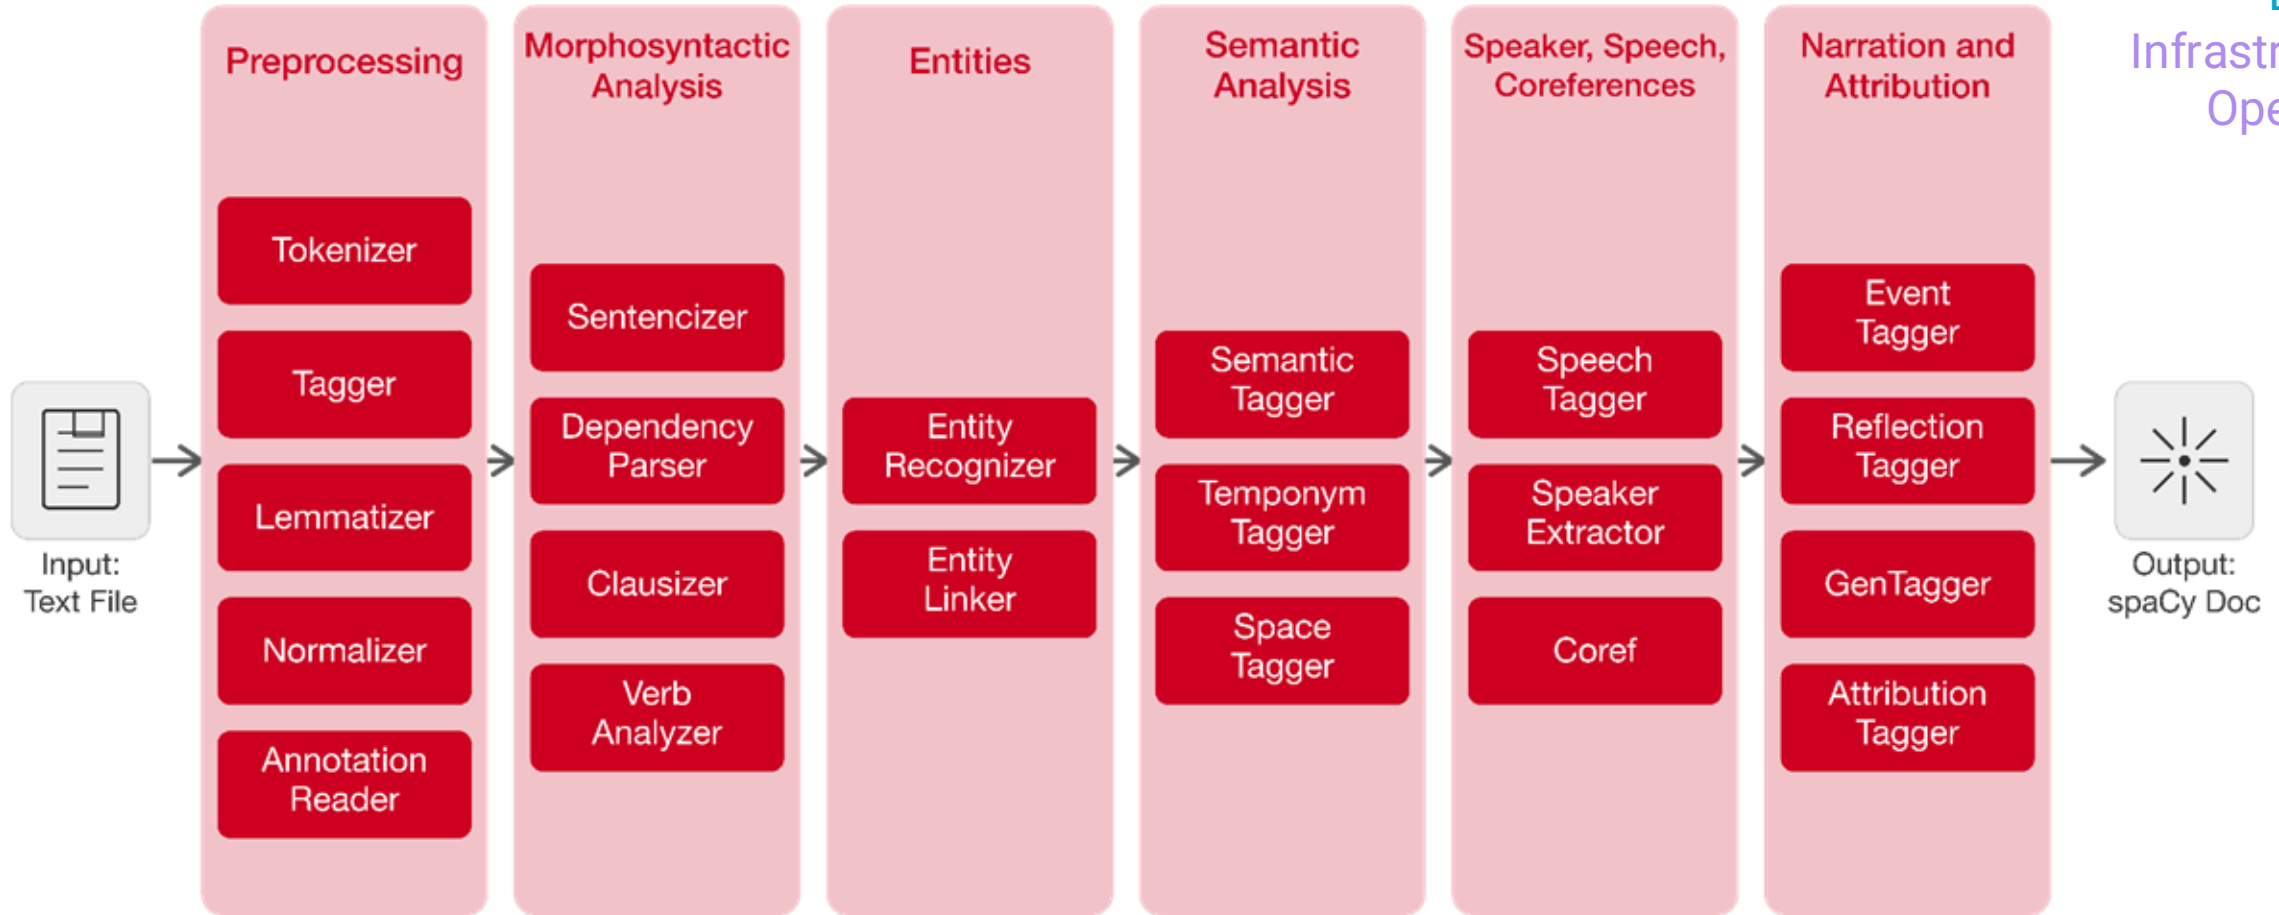 Preprocessing
Tokenizer
Tagger
Lemmatizer
Normalizer
Annotation
Reader
Morphosyntactic
Analysis
Sentencizer
Dependency
Parser
Clausizer
Verb
Analyzer
Entities
Entity
Recognizer
Entity
Linker
Semantic
Analysis
Semantic
Tagger
Temponym
Tagger
Space
Tagger
Speaker, Speech,
Coreferences
Speech
Tagger
Speaker
Extractor
Coref
Narration and
Attribution
Event
Tagger
Reflection
Tagger
GenTagger
Attribution
Tagger
Input:
Text File
Output:
spaCy Doc